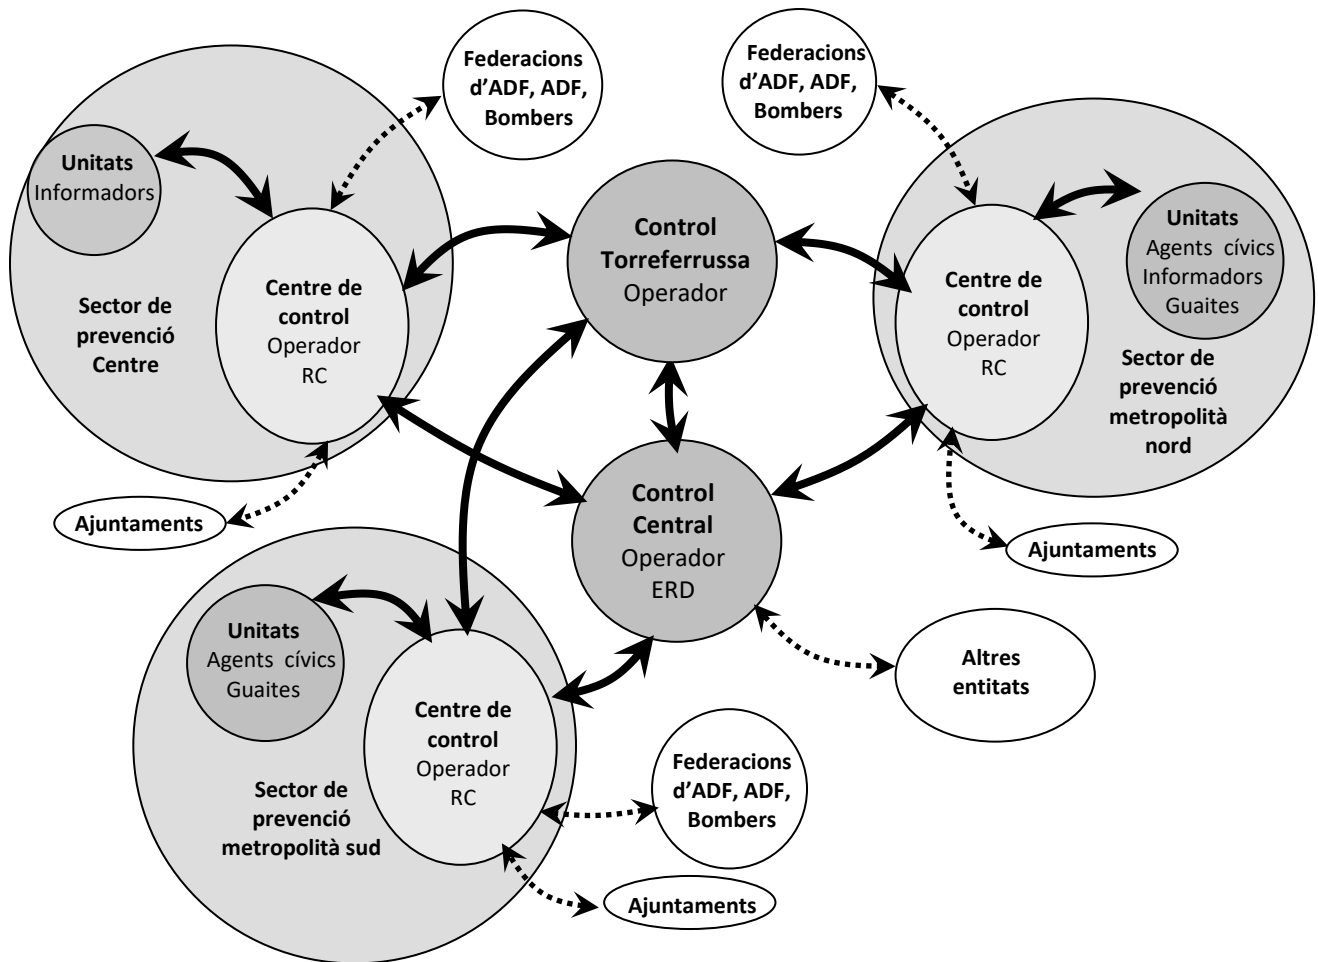 Federacions
d'ADF, ADF,
Bombers
Federacions
d'ADF, ADF,
Bombers
Unitats
Informadors
Control
Torreferrussa
Operador
Unitats
Agents cívics
Informadors
Guaites
Centre de
control
Operador
RC
Sector de
prevenció
Centre
Centre de
control
Operador
RC
Sector de
prevenció
metropolità
nord
Ajuntaments
Control
Central
Operador
ERD
Ajuntaments
Unitats
Agents cívics
Guaites
Altres
entitats
Centre de
control
Operador
RC
Sector de
prevenció
metropolità sud
Federacions
d'ADF, ADF,
Bombers
Ajuntaments